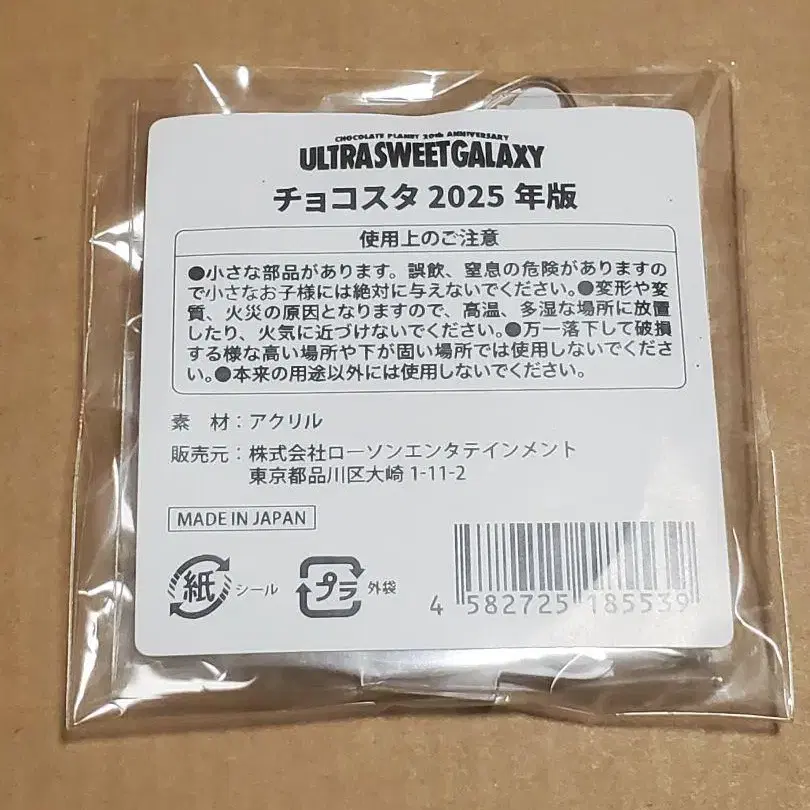 CHOCOLATE PLANET 20th ANNIVERSARY
ULTRASWEETGALAXY
チョコスタ 2025 年版
使用上のご注意
●小さな部品があります。誤飲、窒息の危険がありますの
で小さなお子様には絶対に与えないでください。●変形や変
質、火災の原因となりますので、高温、多湿な場所に放置
したり、火気に近づけないでください。●万一落下して破損
する様な高い場所や下が固い場所では使用しないでくださ
い。●本来の用途以外には使用しないでください。
素　材：アクリル
販売元：株式会社ローソンエンタテインメント
東京都品川区大崎 1-11-2
MADE IN JAPAN
紙 シール プラ 外袋
4 582725 185539